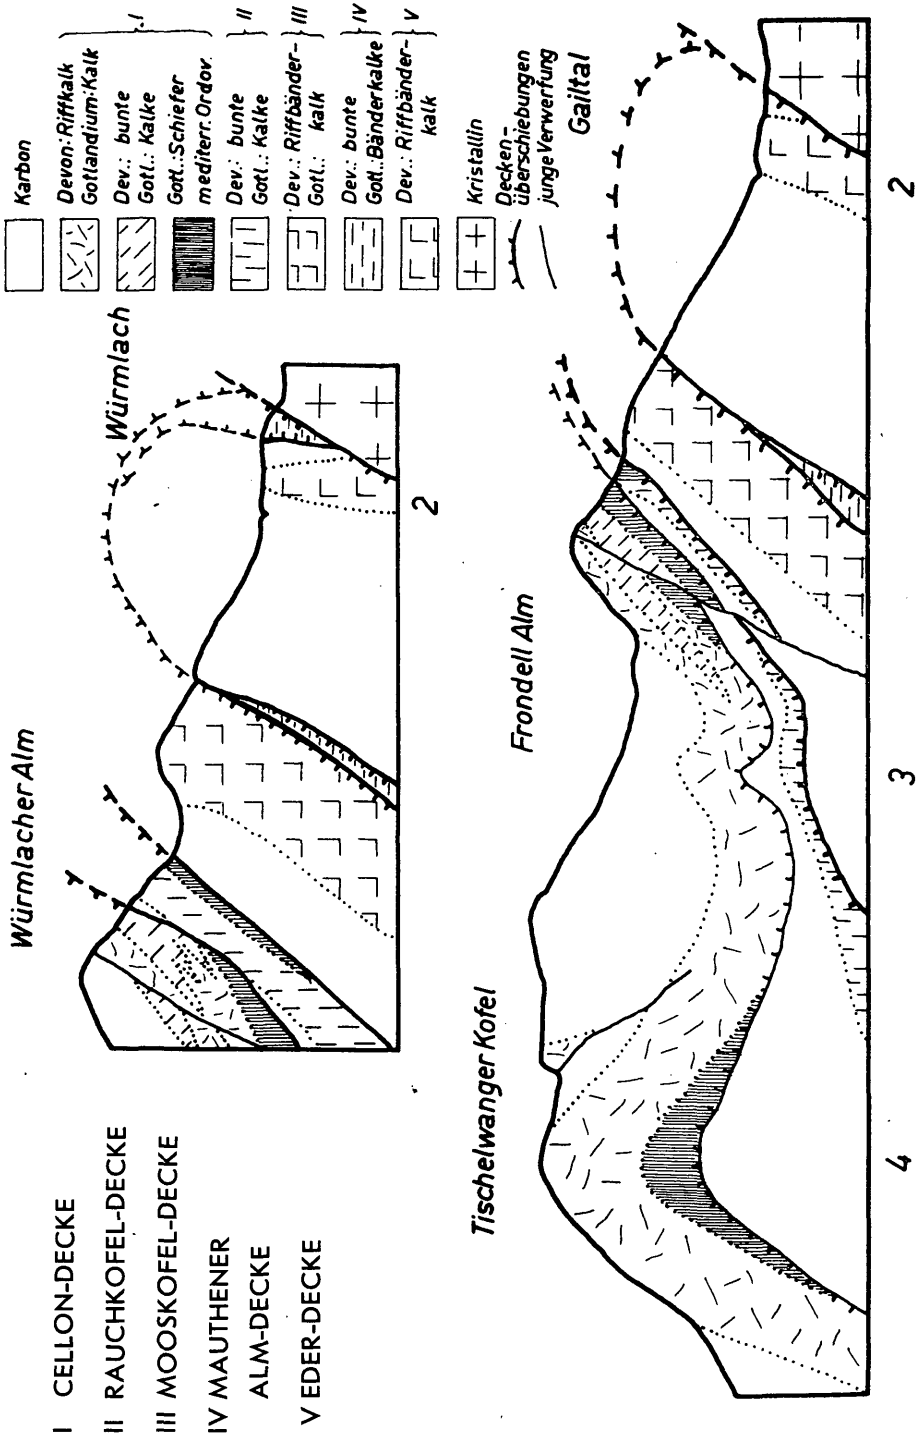 I CELLON-DECKE
II RAUCHKOFEL-DECKE
III MOOSKOFEL-DECKE
IV MAUTHENER
ALM-DECKE
V EDER-DECKE
Würmlacher Alm
Würmlach
2
Karbon
Devon: Riffkalk
Gotlandium: Kalk
Dev.: bunte
Gotl.: Kalke
Gotl.: Schiefer
mediterr. Ordov.
I
Dev.: bunte
Gotl.: Kalke
II
Dev.: Riffbänder-
Gotl.: kalk
III
Dev.: bunte
Gotl.: Bänderkalke
IV
Dev.: Riffbänder-
kalk
V
Kristallin
Decken-
überschiebungen
junge Verwerfung
Tischelwanger Kofel
Frondell Alm
Gailtal
4
3
2